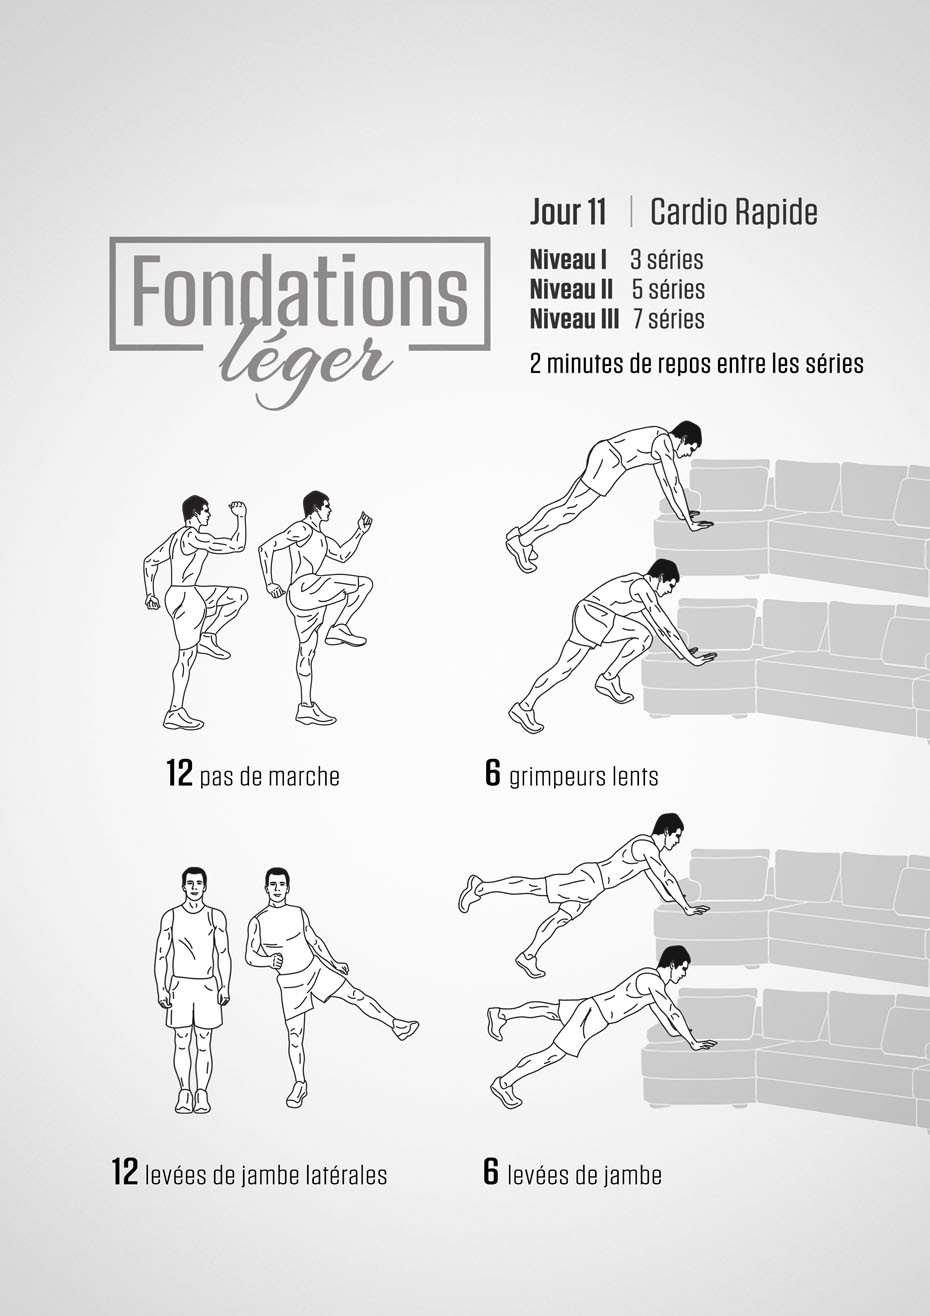 Fondations
léger
Jour 11 | Cardio Rapide
Niveau I 3 séries
Niveau II 5 séries
Niveau III 7 séries
2 minutes de repos entre les séries
12 pas de marche
6 grimpeurs lents
12 levées de jambe latérales
6 levées de jambe